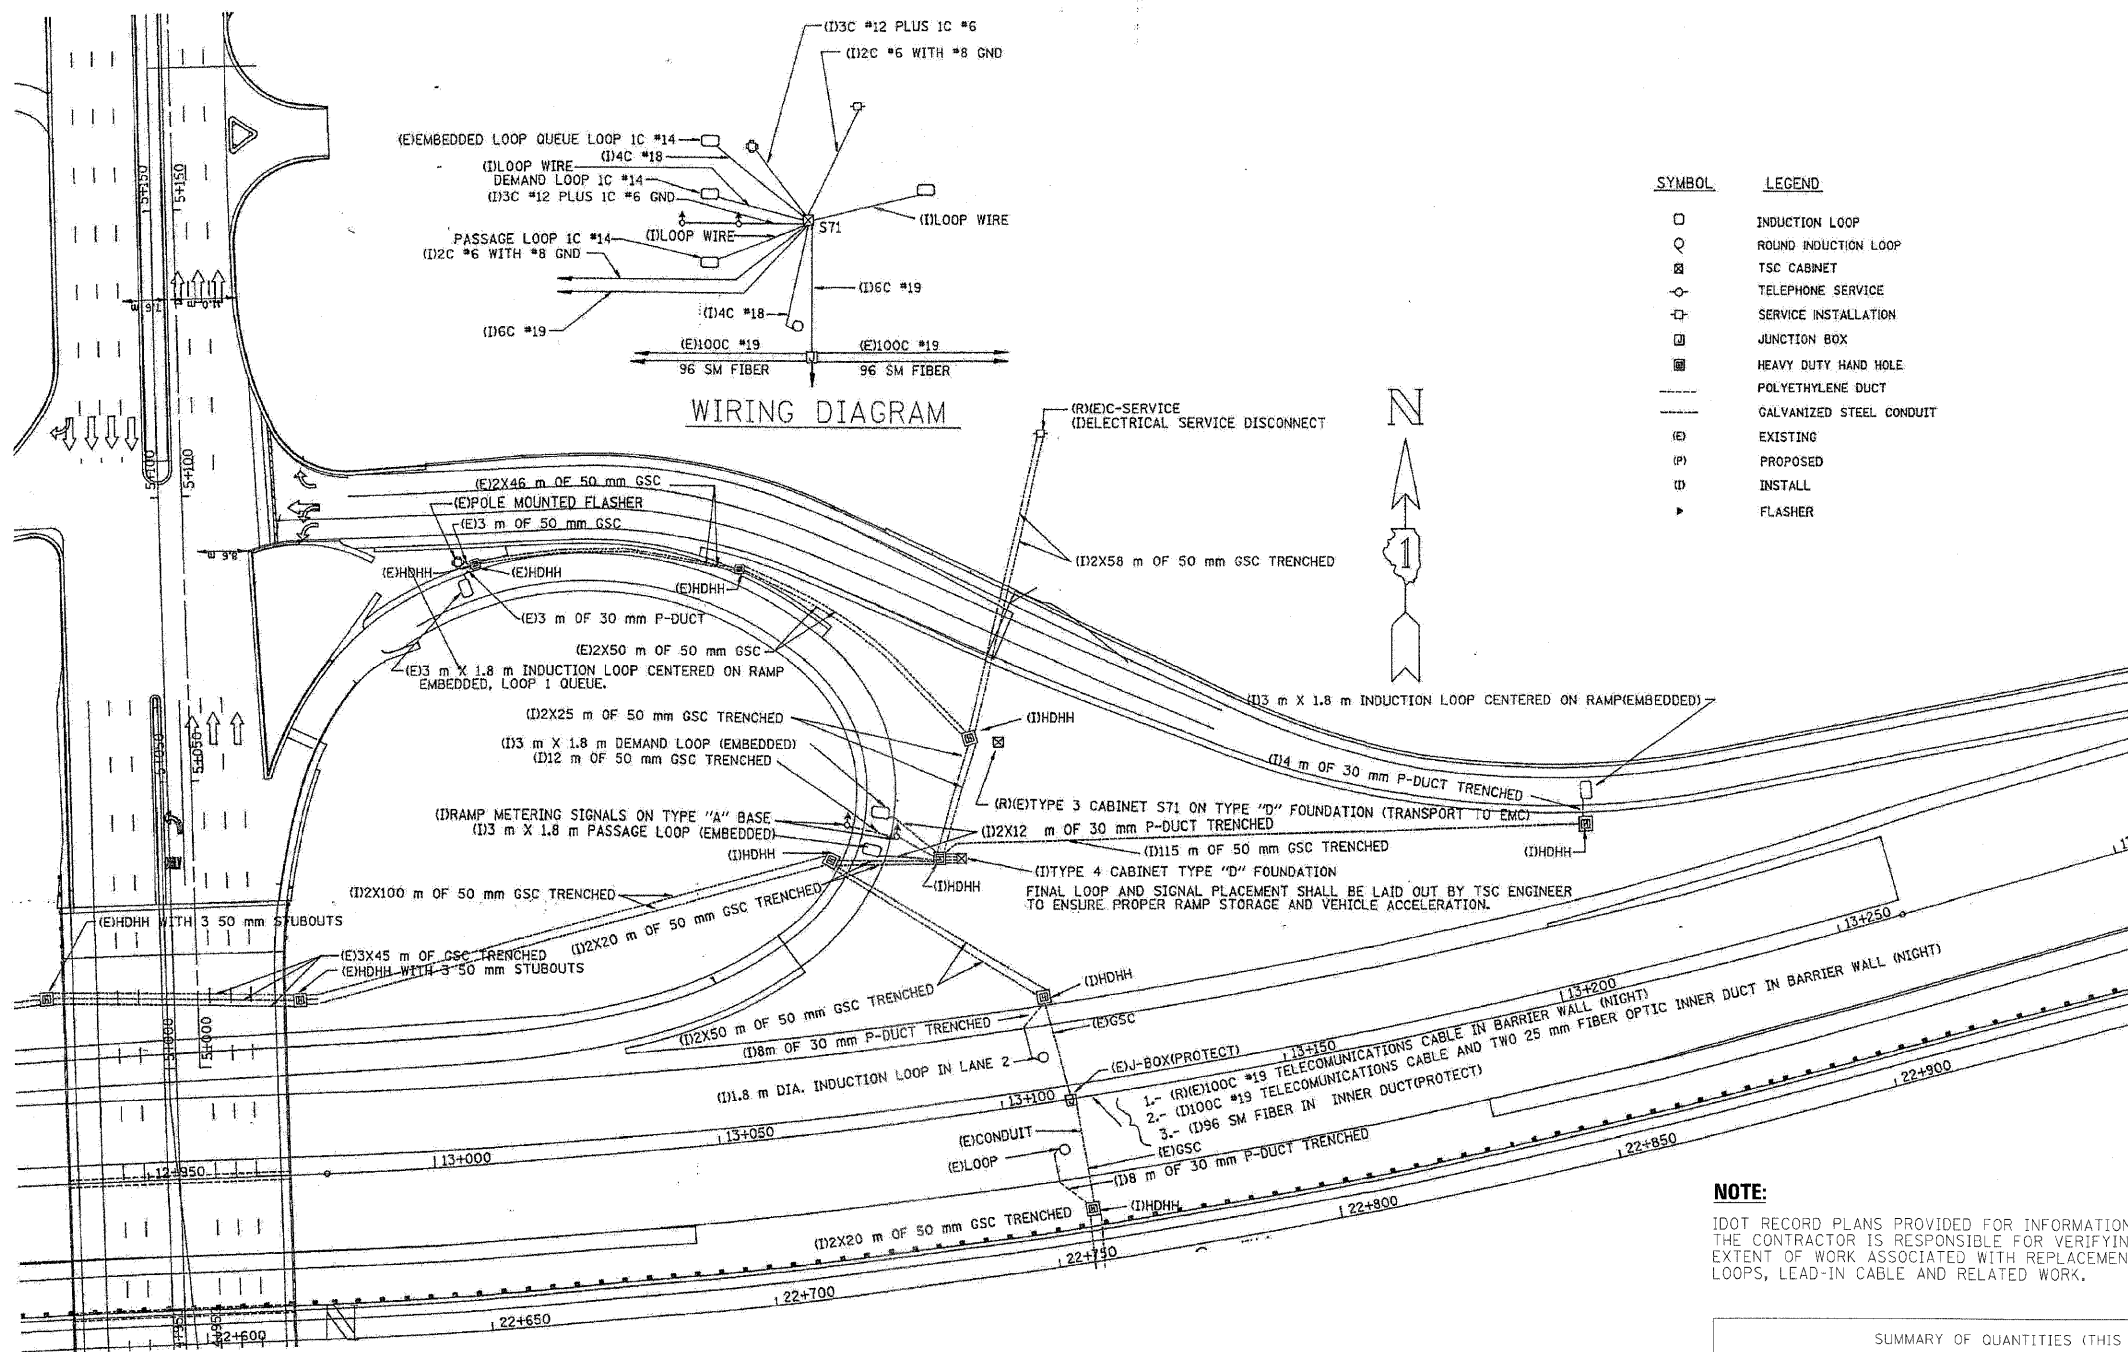 (I)3C #12 PLUS 1C #6
(I)2C #6 WITH #8 GND
(E)EMBEDDED LOOP QUEUE LOOP 1C #14
(I)4C #18
(I)LOOP WIRE
DEMAND LOOP 1C #14
(I)3C #12 PLUS 1C #6 GND
(I)LOOP WIRE
PASSAGE LOOP 1C #14
(I)2C #6 WITH #8 GND
S71
(I)LOOP WIRE
(I)6C #19
(I)4C #18
(I)6C #19
(E)100C #19
(E)100C #19
96 SM FIBER
96 SM FIBER
WIRING DIAGRAM
SYMBOL
LEGEND
INDUCTION LOOP
ROUND INDUCTION LOOP
TSC CABINET
TELEPHONE SERVICE
SERVICE INSTALLATION
J
JUNCTION BOX
H
HEAVY DUTY HAND HOLE
POLYETHYLENE DUCT
GALVANIZED STEEL CONDUIT
(E)
EXISTING
(P)
PROPOSED
(I)
INSTALL
FLASHER
N
1
5+150
5+150
5+100
5+100
5+050
5+050
5+000
5+000
9.6 m
(R)(E)C-SERVICE
(I)ELECTRICAL SERVICE DISCONNECT
(E)2X46 m OF 50 mm GSC
(E)POLE MOUNTED FLASHER
(E)3 m OF 50 mm GSC
(E)HDHH
(E)HDHH
(E)HDHH
(I)2X58 m OF 50 mm GSC TRENCHED
(E)3 m OF 30 mm P-DUCT
(E)2X50 m OF 50 mm GSC
(E)3 m X 1.8 m INDUCTION LOOP CENTERED ON RAMP
EMBEDDED, LOOP 1 QUEUE.
(I)3 m X 1.8 m INDUCTION LOOP CENTERED ON RAMP(EMBEDDED)
(I)2X25 m OF 50 mm GSC TRENCHED
(I)HDHH
(I)3 m X 1.8 m DEMAND LOOP (EMBEDDED)
(I)12 m OF 50 mm GSC TRENCHED
(I)4 m OF 30 mm P-DUCT TRENCHED
(R)(E)TYPE 3 CABINET S71 ON TYPE "D" FOUNDATION (TRANSPORT TO EMC)
(I)RAMP METERING SIGNALS ON TYPE "A" BASE
(I)3 m X 1.8 m PASSAGE LOOP (EMBEDDED)
(I)2X12 m OF 30 mm P-DUCT TRENCHED
(I)115 m OF 50 mm GSC TRENCHED
(I)HDHH
(I)HDHH
(I)HDHH
(I)TYPE 4 CABINET TYPE "D" FOUNDATION
FINAL LOOP AND SIGNAL PLACEMENT SHALL BE LAID OUT BY TSC ENGINEER
TO ENSURE PROPER RAMP STORAGE AND VEHICLE ACCELERATION.
(I)2X100 m OF 50 mm GSC TRENCHED
(I)2X20 m OF 50 mm GSC TRENCHED
(E)HDHH WITH 3 50 mm STUBOUTS
(E)3X45 m OF GSC TRENCHED
(E)HDHH WITH 3 50 mm STUBOUTS
(I)HDHH
(I)2X50 m OF 50 mm GSC TRENCHED
(I)8m OF 30 mm P-DUCT TRENCHED
(E)GSC
(I)1.8 m DIA. INDUCTION LOOP IN LANE 2
(E)J-BOX(PROTECT)
1.- (R)(E)100C #19 TELECOMUNICATIONS CABLE IN BARRIER WALL (NIGHT)
2.- (I)100C #19 TELECOMUNICATIONS CABLE AND TWO 25 mm FIBER OPTIC INNER DUCT IN BARRIER WALL (NIGHT)
3.- (I)96 SM FIBER IN INNER DUCT(PROTECT)
(E)CONDUIT
(E)GSC
(E)LOOP
(I)8 m OF 30 mm P-DUCT TRENCHED
(I)HDHH
(I)2X20 m OF 50 mm GSC TRENCHED
12+950
13+000
13+050
13+100
13+150
13+200
13+250
22+600
22+650
22+700
22+750
22+800
22+850
22+900
NOTE:
IDOT RECORD PLANS PROVIDED FOR INFORMATION
THE CONTRACTOR IS RESPONSIBLE FOR VERIFYIN
EXTENT OF WORK ASSOCIATED WITH REPLACEMEN
LOOPS, LEAD-IN CABLE AND RELATED WORK.
SUMMARY OF QUANTITIES (THIS